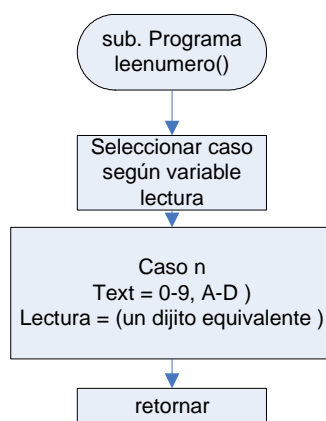 sub. Programa
leenumero()
Seleccionar caso
según variable
lectura
Caso n
Text = 0-9, A-D )
Lectura = (un dijito equivalente )
retornar